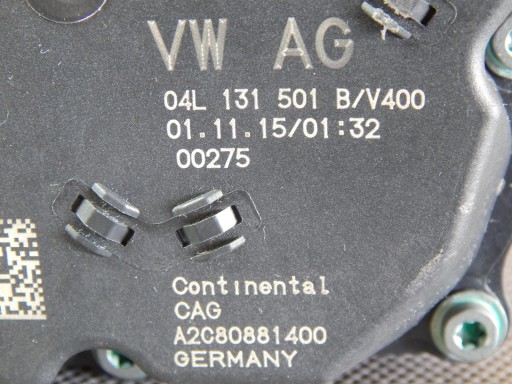 VW AG
04L 131 501 B/V400
01.11.15/01:32
00275
Continental
CAG
A2C80881400
GERMANY